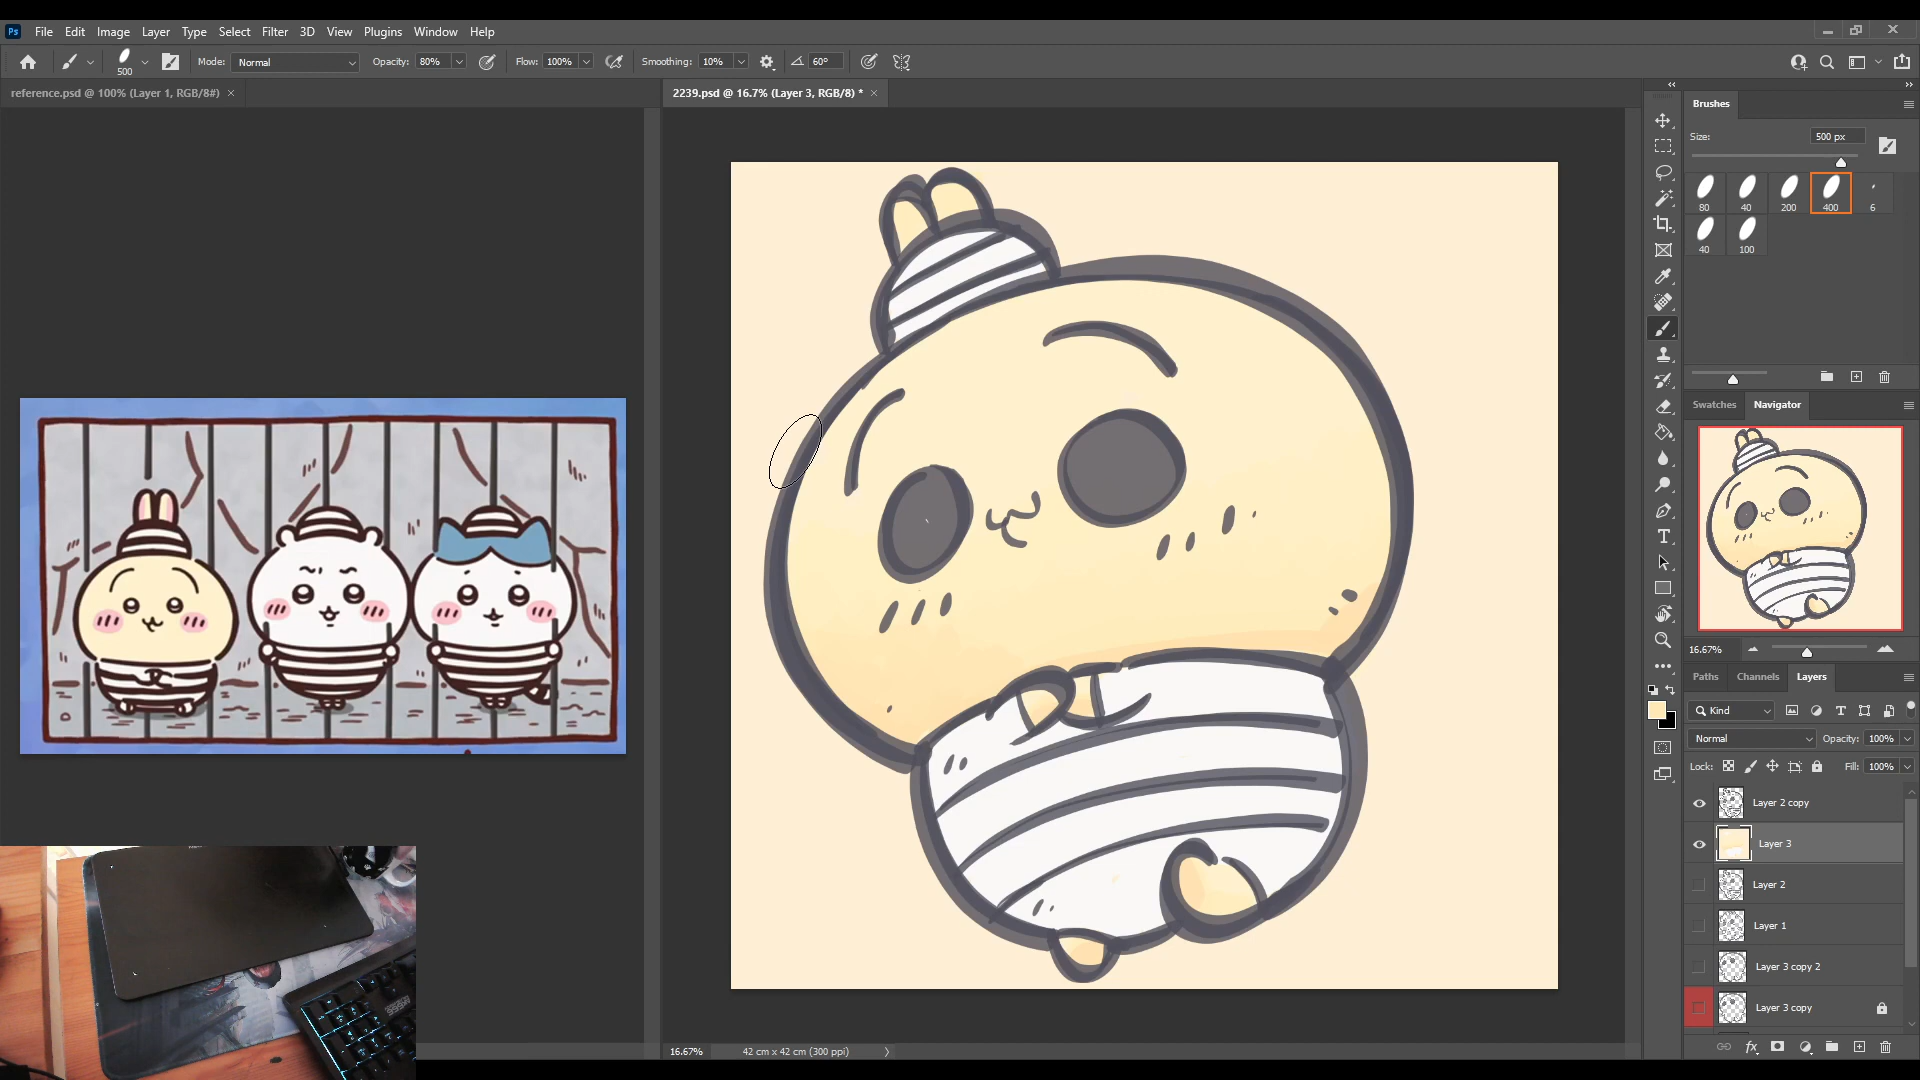 Ps File Edit Image Layer Type Select Filter 3D View Plugins Window Help
500 Mode: Normal Opacity: 80% Flow: 100% Smoothing: 10% 60°
reference.psd @ 100% (Layer 1, RGB/8#) ×
2239.psd @ 16.7% (Layer 3, RGB/8) * ×
Brushes
Size: 500 px
80 40 200 400 6
40 100
Swatches Navigator
16.67%
Paths Channels Layers
Kind
Normal Opacity: 100%
Lock: Fill: 100%
Layer 2 copy
Layer 3
Layer 2
Layer 1
Layer 3 copy 2
Layer 3 copy
16.67% 42 cm x 42 cm (300 ppi)